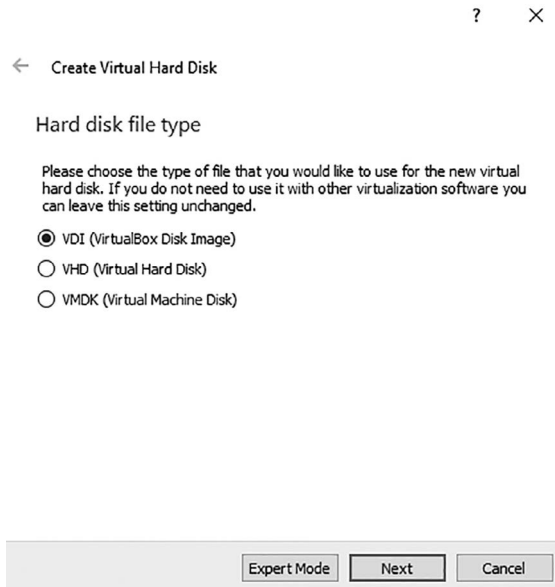 ?
Create Virtual Hard Disk
Hard disk file type
Please choose the type of file that you would like to use for the new virtual
hard disk. If you do not need to use it with other virtualization software you
can leave this setting unchanged.
VDI (VirtualBox Disk Image)
VHD (Virtual Hard Disk)
VMDK (Virtual Machine Disk)
Expert Mode Next Cancel